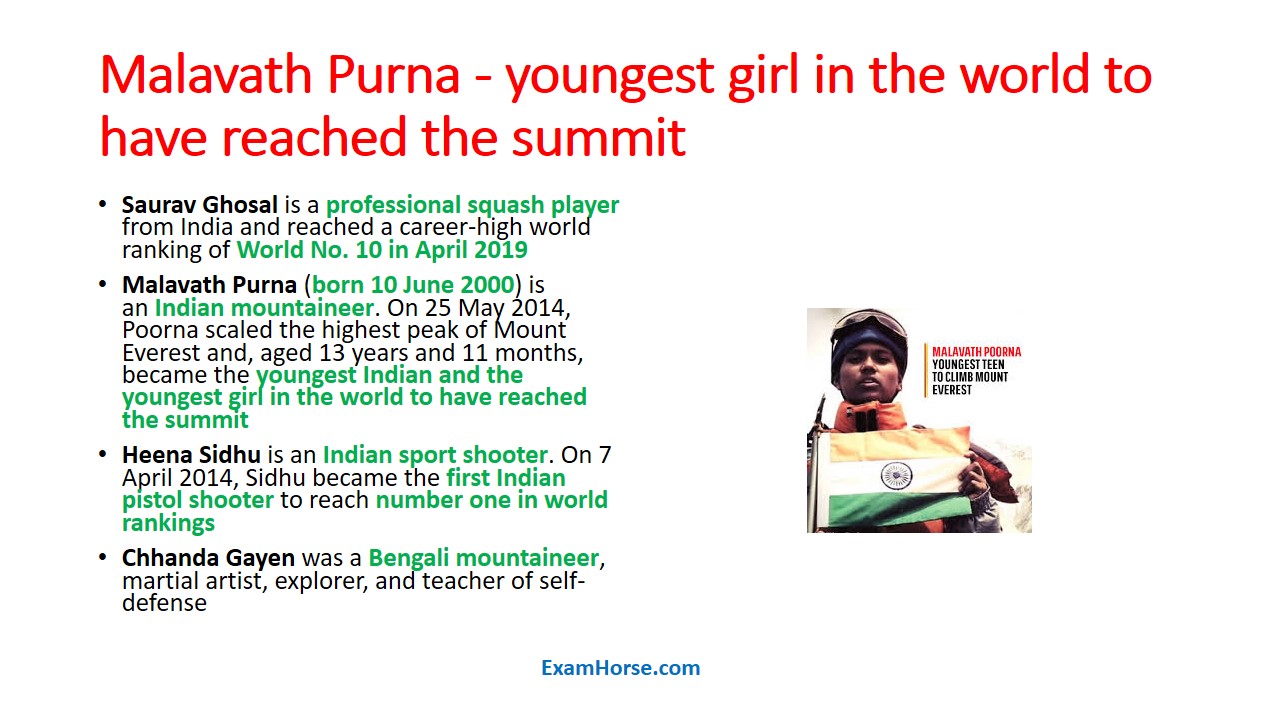 Malavath Purna - youngest girl in the world to
have reached the summit
• Saurav Ghosal is a professional squash player
from India and reached a career-high world
ranking of World No. 10 in April 2019
• Malavath Purna (born 10 June 2000) is
an Indian mountaineer. On 25 May 2014,
Poorna scaled the highest peak of Mount
Everest and, aged 13 years and 11 months,
became the youngest Indian and the
youngest girl in the world to have reached
the summit
• Heena Sidhu is an Indian sport shooter. On 7
April 2014, Sidhu became the first Indian
pistol shooter to reach number one in world
rankings
• Chhanda Gayen was a Bengali mountaineer,
martial artist, explorer, and teacher of self-
defense
MALAVATH POORNA
YOUNGEST TEEN
TO CLIMB MOUNT
EVEREST
ExamHorse.com